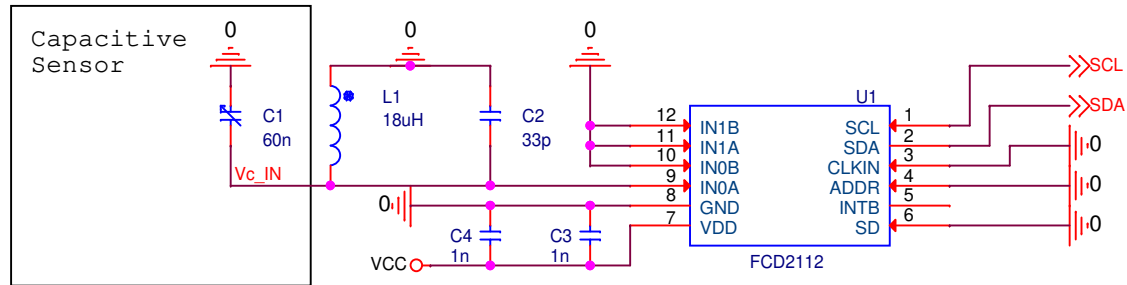 Capacitive
Sensor
0
C1
60n
Vc_IN
0
L1
18uH
C2
33p
0
0
C4
1n
C3
1n
VCC
U1
12
IN1B
11
IN1A
10
IN0B
9
IN0A
8
GND
7
VDD
1
SCL
2
SDA
3
CLKIN
4
ADDR
5
INTB
6
SD
FCD2112
SCL
SDA
0
0
0